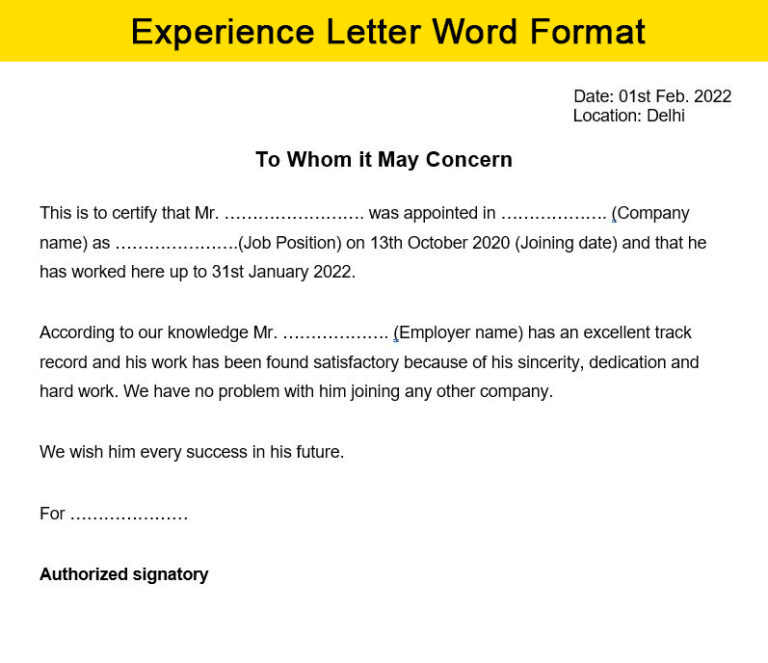 Experience Letter Word Format
Date: 01st Feb. 2022
Location: Delhi
To Whom it May Concern
This is to certify that Mr. ......................... was appointed in ................... (Company
name) as ......................(Job Position) on 13th October 2020 (Joining date) and that he
has worked here up to 31st January 2022.
According to our knowledge Mr. ................... (Employer name) has an excellent track
record and his work has been found satisfactory because of his sincerity, dedication and
hard work. We have no problem with him joining any other company.
We wish him every success in his future.
For .....................
Authorized signatory